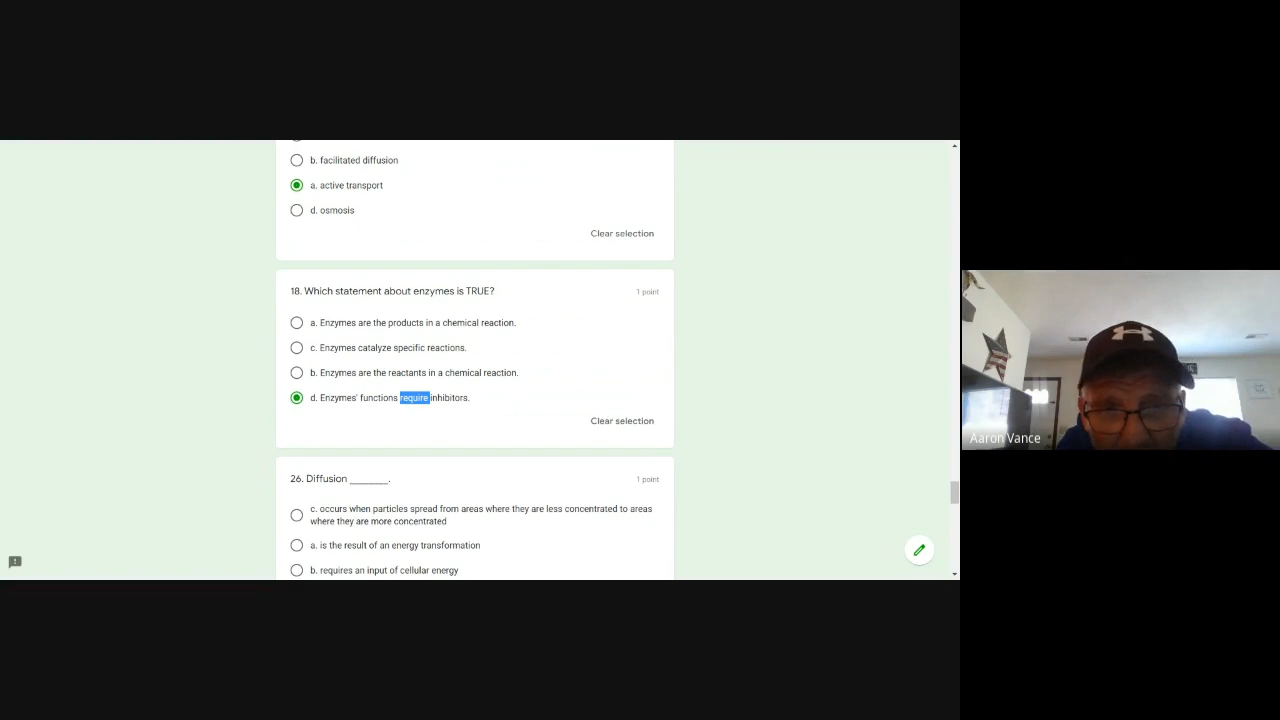 b. facilitated diffusion
a. active transport
d. osmosis
Clear selection
18. Which statement about enzymes is TRUE?
1 point
a. Enzymes are the products in a chemical reaction.
c. Enzymes catalyze specific reactions.
b. Enzymes are the reactants in a chemical reaction.
d. Enzymes' functions require inhibitors.
Clear selection
26. Diffusion _______.
1 point
c. occurs when particles spread from areas where they are less concentrated to areas
where they are more concentrated
a. is the result of an energy transformation
b. requires an input of cellular energy
Aaron Vance